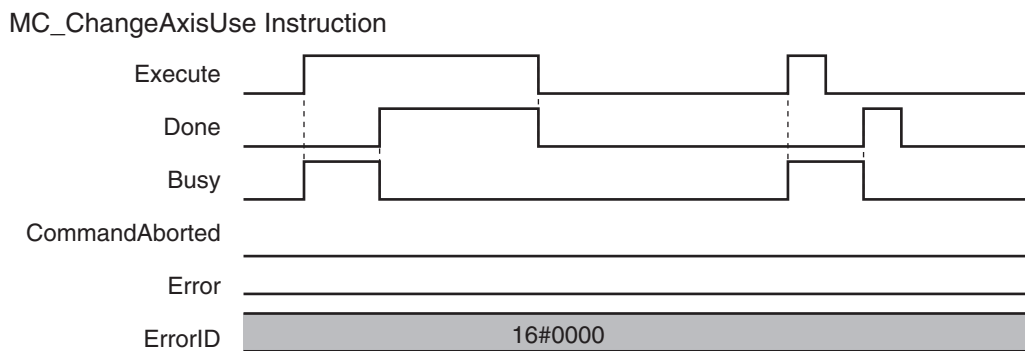 MC_ChangeAxisUse Instruction
Execute
Done
Busy
CommandAborted
Error
ErrorID
16#0000